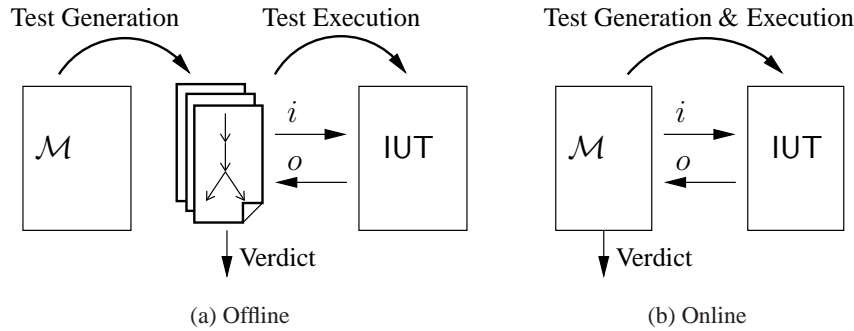 Test Generation Test Execution
ℳ
i
o
IUT
Verdict
(a) Offline
Test Generation & Execution
ℳ
i
o
IUT
Verdict
(b) Online